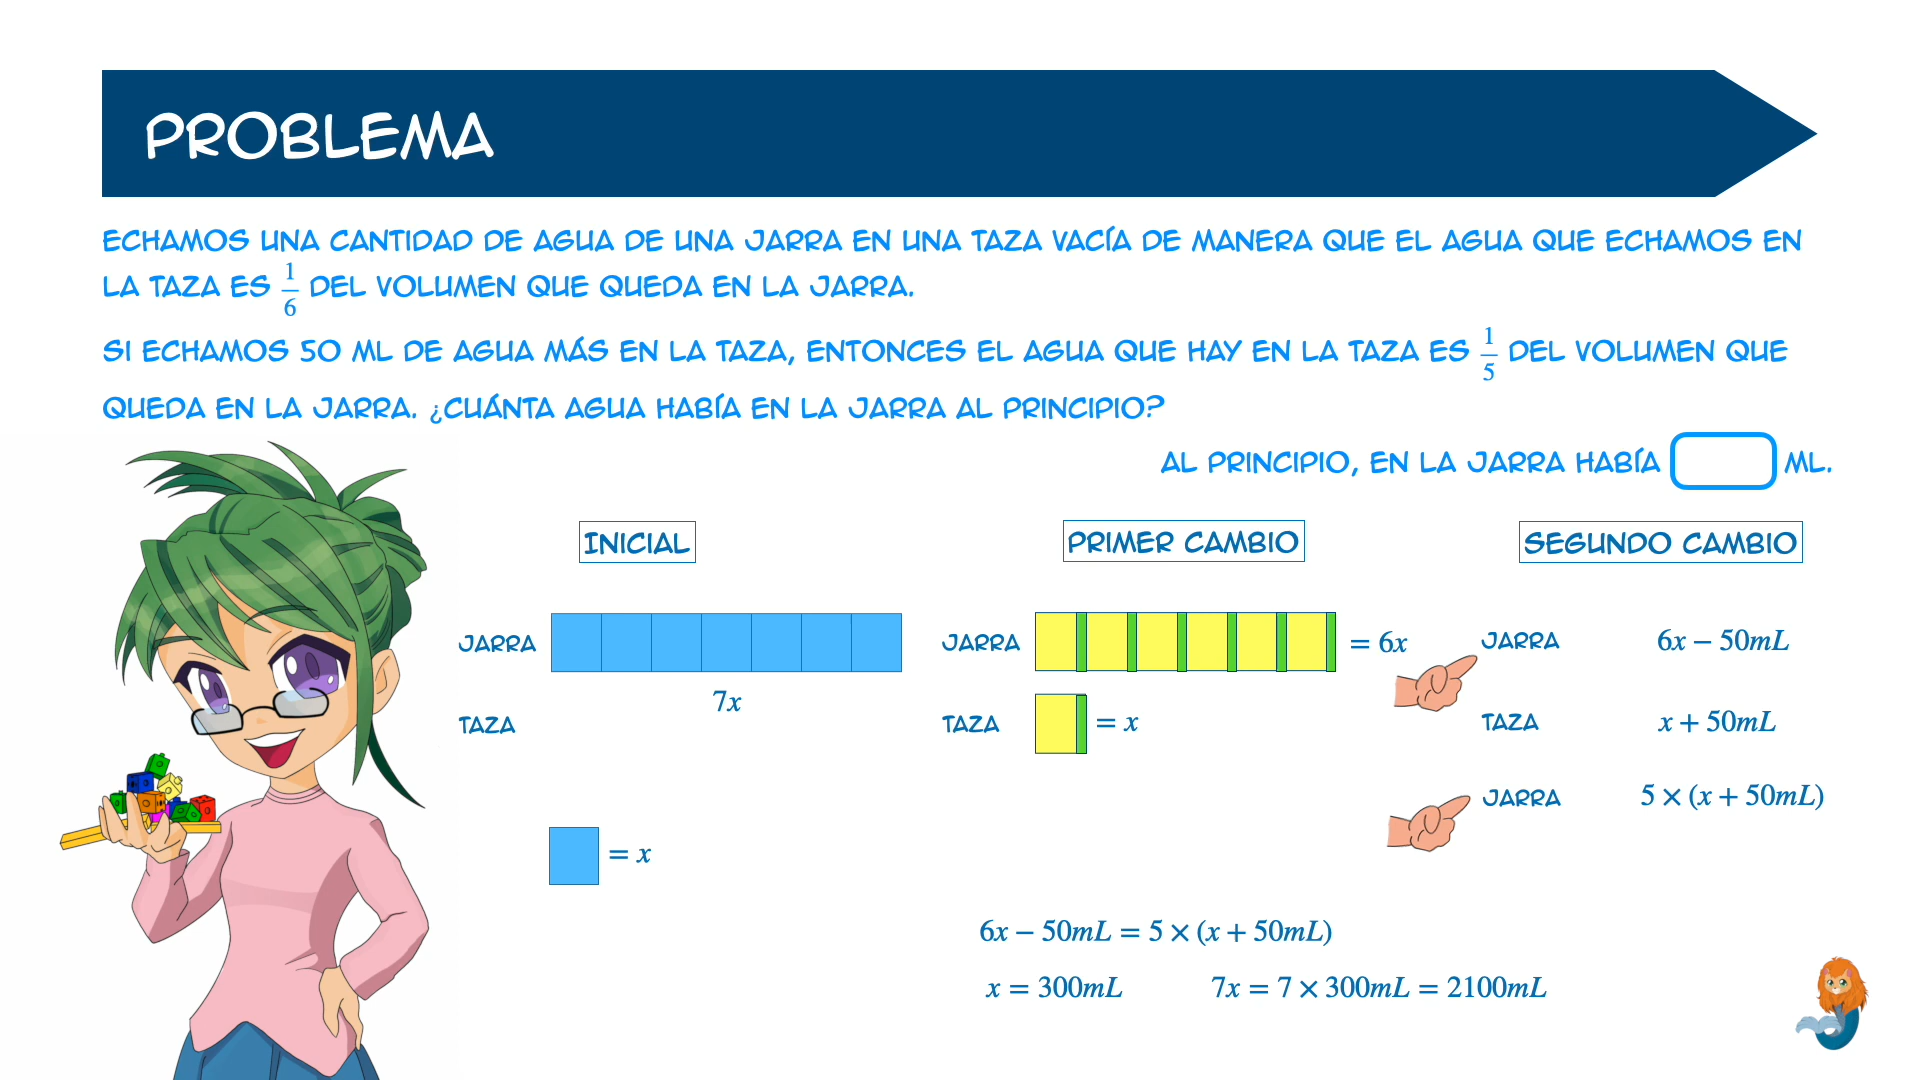 PROBLEMA
ECHAMOS UNA CANTIDAD DE AGUA DE UNA JARRA EN UNA TAZA VACÍA DE MANERA QUE EL AGUA QUE ECHAMOS EN
LA TAZA ES 1/6 DEL VOLUMEN QUE QUEDA EN LA JARRA.
SI ECHAMOS 50 ML DE AGUA MÁS EN LA TAZA, ENTONCES EL AGUA QUE HAY EN LA TAZA ES 1/5 DEL VOLUMEN QUE
QUEDA EN LA JARRA. ¿CUÁNTA AGUA HABÍA EN LA JARRA AL PRINCIPIO?
AL PRINCIPIO, EN LA JARRA HABÍA ML.
INICIAL
JARRA
7x
TAZA
= x
PRIMER CAMBIO
JARRA = 6x
TAZA = x
SEGUNDO CAMBIO
JARRA 6x − 50mL
TAZA x + 50mL
JARRA 5 × (x + 50mL)
6x − 50mL = 5 × (x + 50mL)
x = 300mL 7x = 7 × 300mL = 2100mL